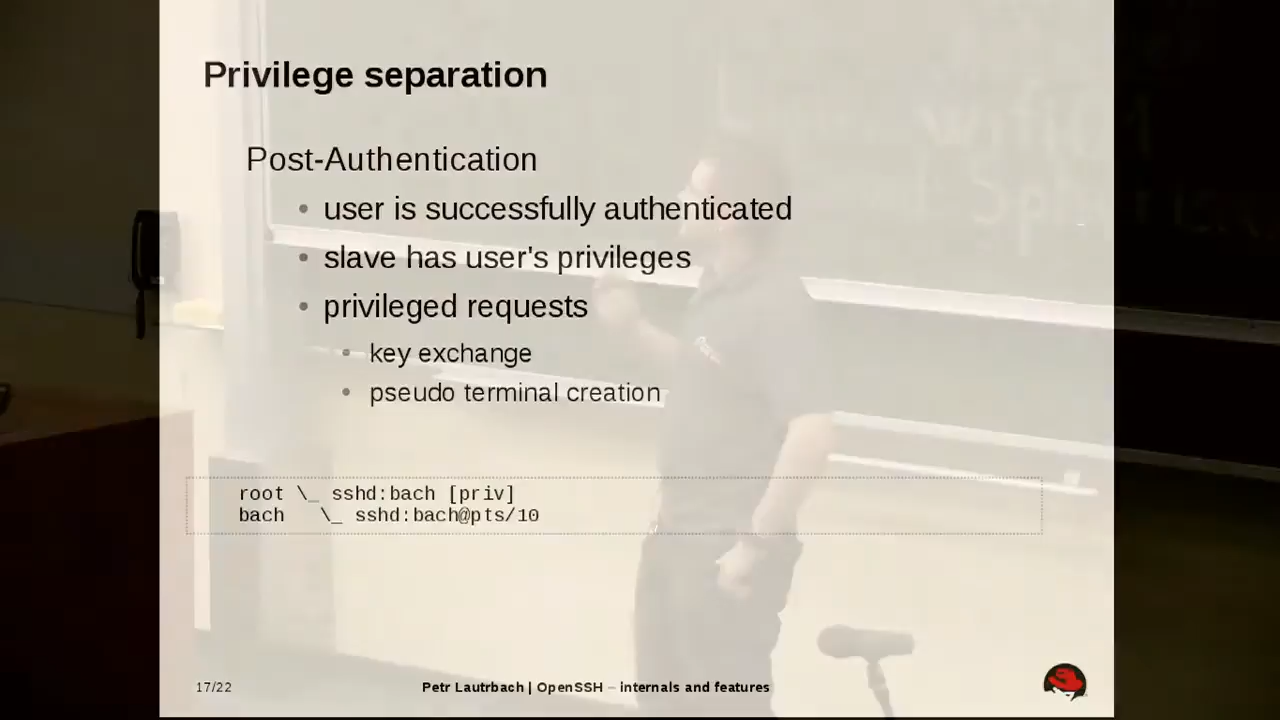 Privilege separation
Post-Authentication
user is successfully authenticated
slave has user's privileges
privileged requests
key exchange
pseudo terminal creation
root \_ sshd:bach [priv]
bach   \_ sshd:bach@pts/10
17/22
Petr Lautrbach | OpenSSH – internals and features